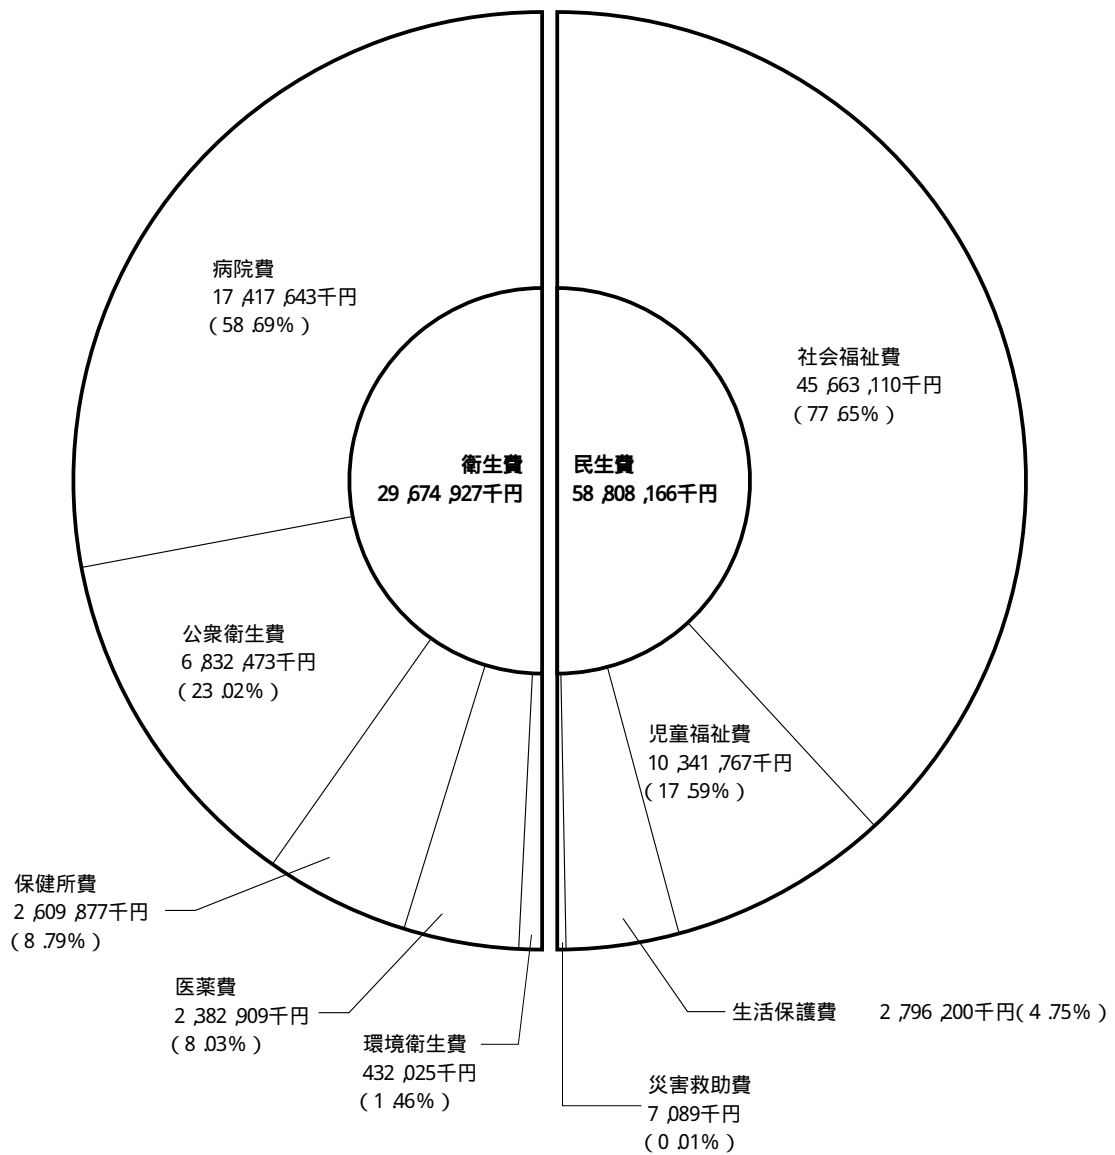 病院費
17,417,643千円
(58.69%)
社会福祉費
45,663,110千円
(77.65%)
衛生費
29,674,927千円
民生費
58,808,166千円
公衆衛生費
6,832,473千円
(23.02%)
児童福祉費
10,341,767千円
(17.59%)
保健所費
2,609,877千円
(8.79%)
医薬費
2,382,909千円
(8.03%)
環境衛生費
432,025千円
(1.46%)
生活保護費 2,796,200千円(4.75%)
災害救助費
7,089千円
(0.01%)